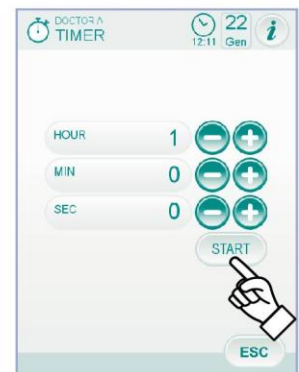 DOCTOR A
TIMER
12:11
22
Gen
i
HOUR 1
MIN 0
SEC 0
START
ESC